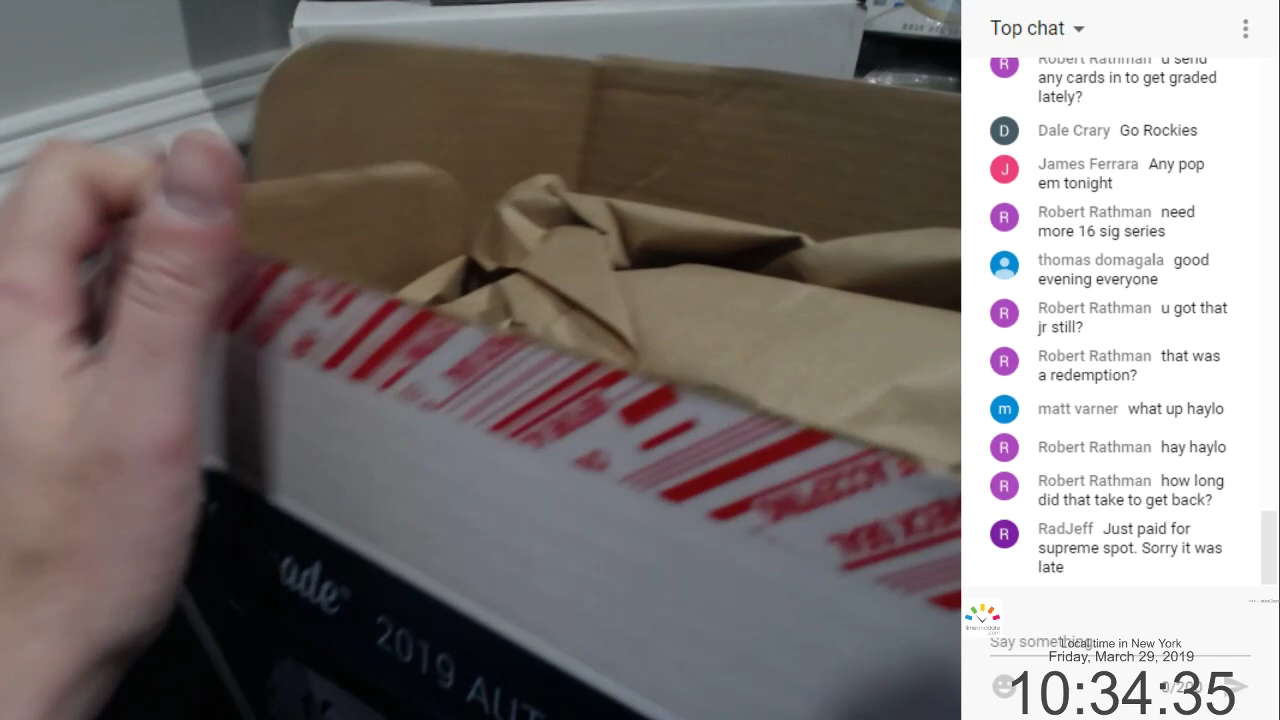 Top chat
Robert Rathman u send
any cards in to get graded
lately?
Dale Crary Go Rockies
James Ferrara Any pop
em tonight
Robert Rathman need
more 16 sig series
thomas domagala good
evening everyone
Robert Rathman u got that
jr still?
Robert Rathman that was
a redemption?
matt varner what up haylo
Robert Rathman hay haylo
Robert Rathman how long
did that take to get back?
RadJeff Just paid for
supreme spot. Sorry it was
late
Say something...
Local time in New York
Friday, March 29, 2019
10:34:35
R
D
J
R
R
R
m
R
R
R
ade
2019 AUT